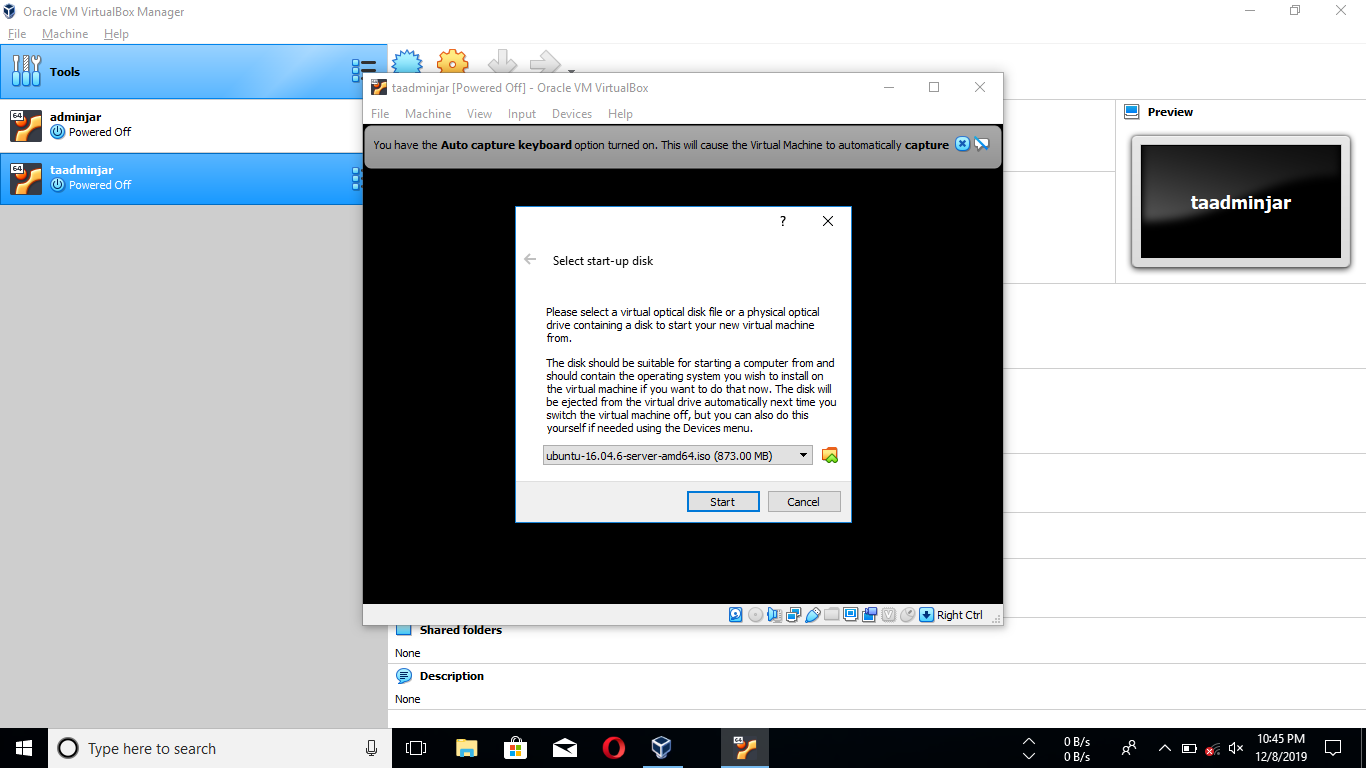 Oracle VM VirtualBox Manager
File Machine Help
Tools
64
adminjar
Powered Off
64
taadminjar
Powered Off
taadminjar [Powered Off] - Oracle VM VirtualBox
File Machine View Input Devices Help
You have the Auto capture keyboard option turned on. This will cause the Virtual Machine to automatically capture
?
Select start-up disk
Please select a virtual optical disk file or a physical optical
drive containing a disk to start your new virtual machine
from.
The disk should be suitable for starting a computer from and
should contain the operating system you wish to install on
the virtual machine if you want to do that now. The disk will
be ejected from the virtual drive automatically next time you
switch the virtual machine off, but you can also do this
yourself if needed using the Devices menu.
ubuntu-16.04.6-server-amd64.iso (873.00 MB)
Start Cancel
Right Ctrl
Preview
taadminjar
Shared folders
None
Description
None
Type here to search
64
0 B/s
0 B/s
10:45 PM
12/8/2019